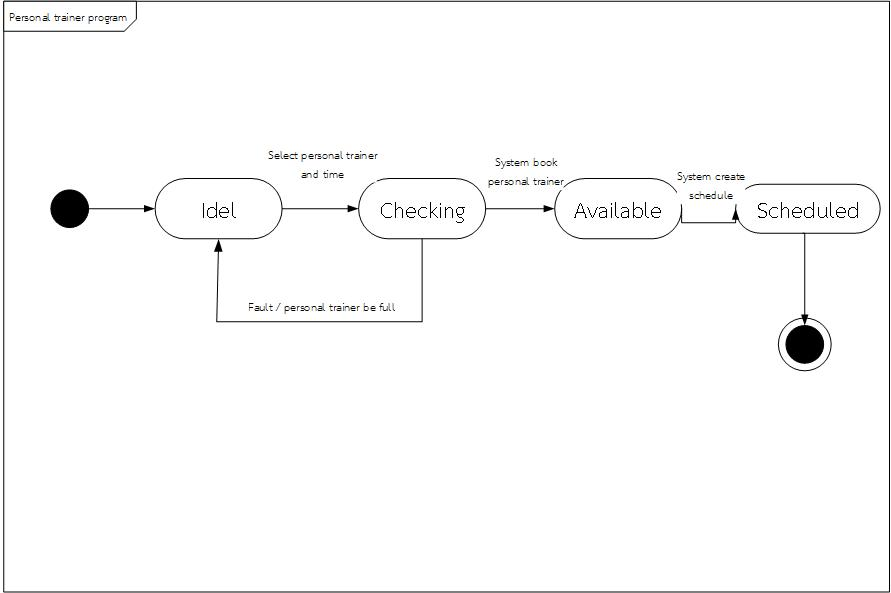 Personal trainer program
Select personal trainer
and time
System book
personal trainer
System create
schedule
Idel
Checking
Available
Scheduled
Fault / personal trainer be full